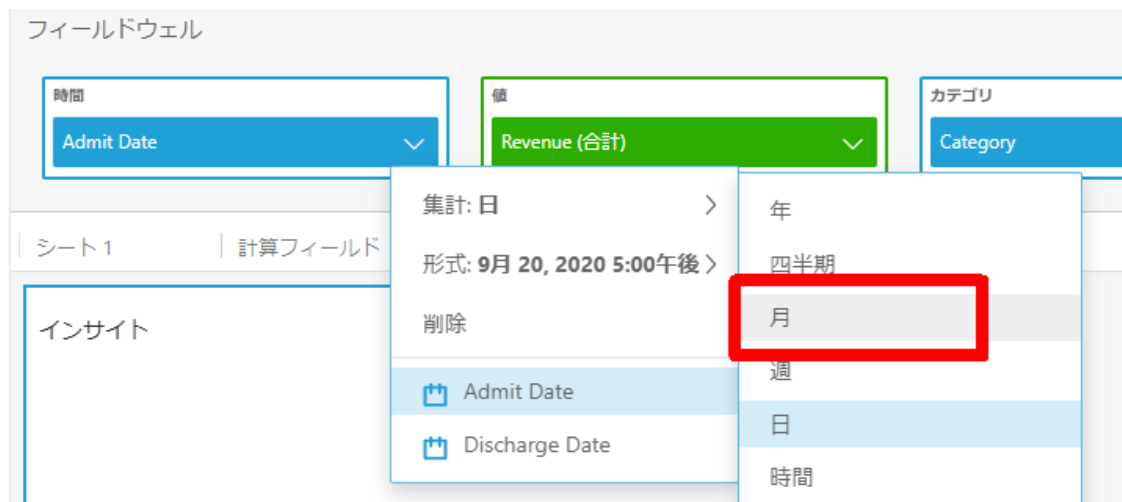 フィールドウェル
時間
Admit Date
値
Revenue (合計)
カテゴリ
Category
シート 1
計算フィールド
インサイト
集計: 日
形式: 9月 20, 2020 5:00午後
削除
Admit Date
Discharge Date
年
四半期
月
週
日
時間